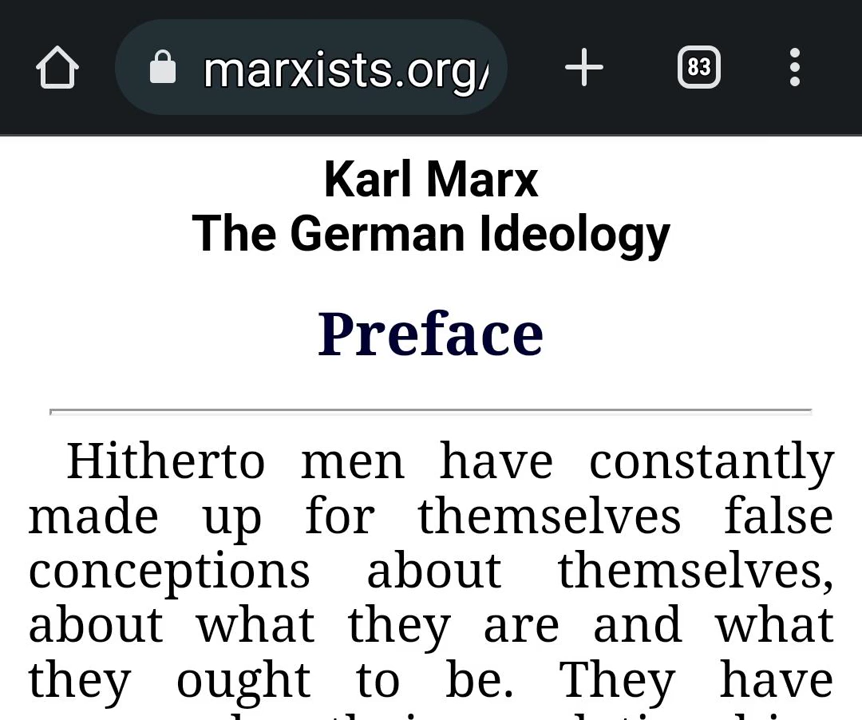 marxists.org/
83
Karl Marx
The German Ideology
Preface
Hitherto men have constantly
made up for themselves false
conceptions about themselves,
about what they are and what
they ought to be. They have